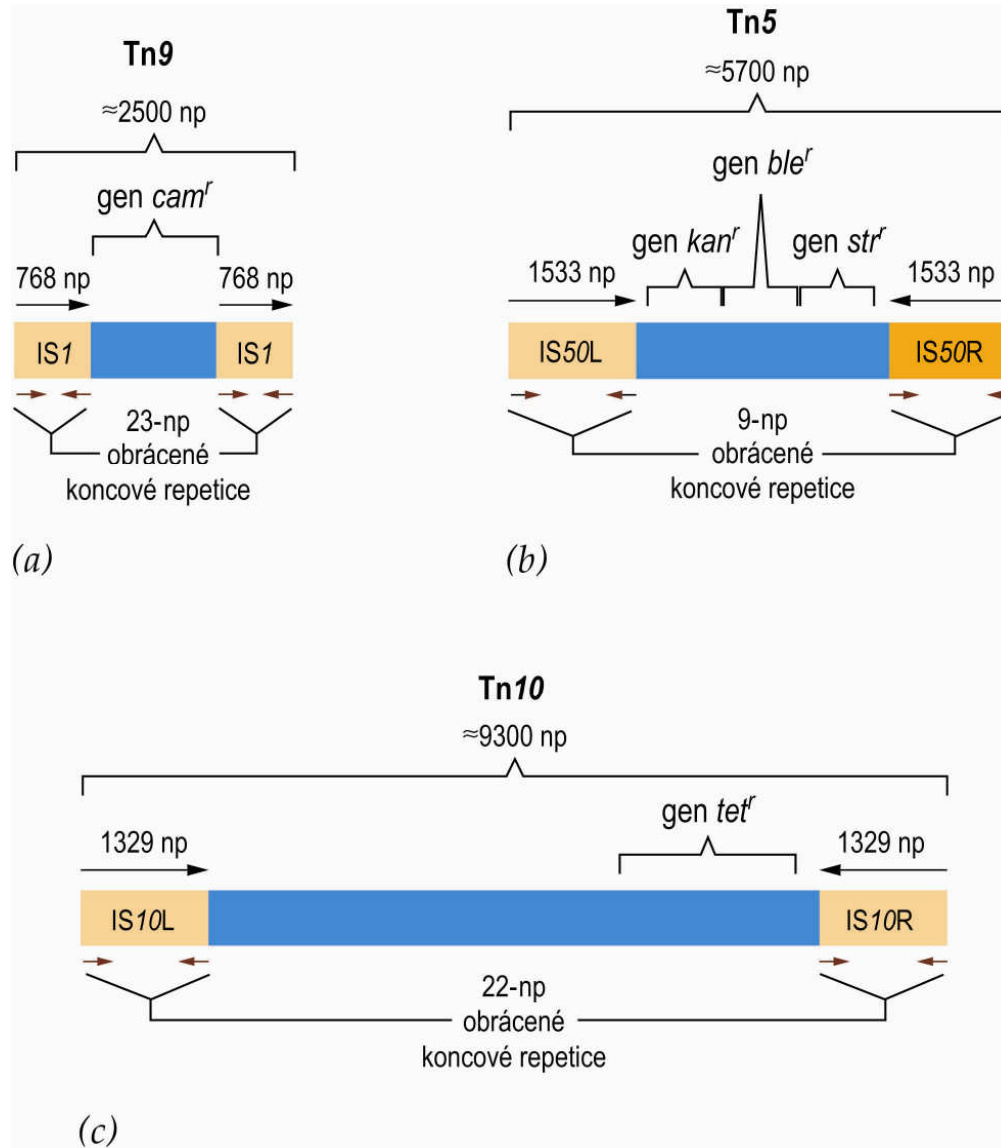 Tn9
≈2500 np
gen camʳ
768 np 768 np
IS1 IS1
23-np
obrácené
koncové repetice
(a)
Tn5
≈5700 np
gen bleʳ
gen kanʳ gen strʳ
1533 np 1533 np
IS50L IS50R
9-np
obrácené
koncové repetice
(b)
Tn10
≈9300 np
gen tetʳ
1329 np 1329 np
IS10L IS10R
22-np
obrácené
koncové repetice
(c)